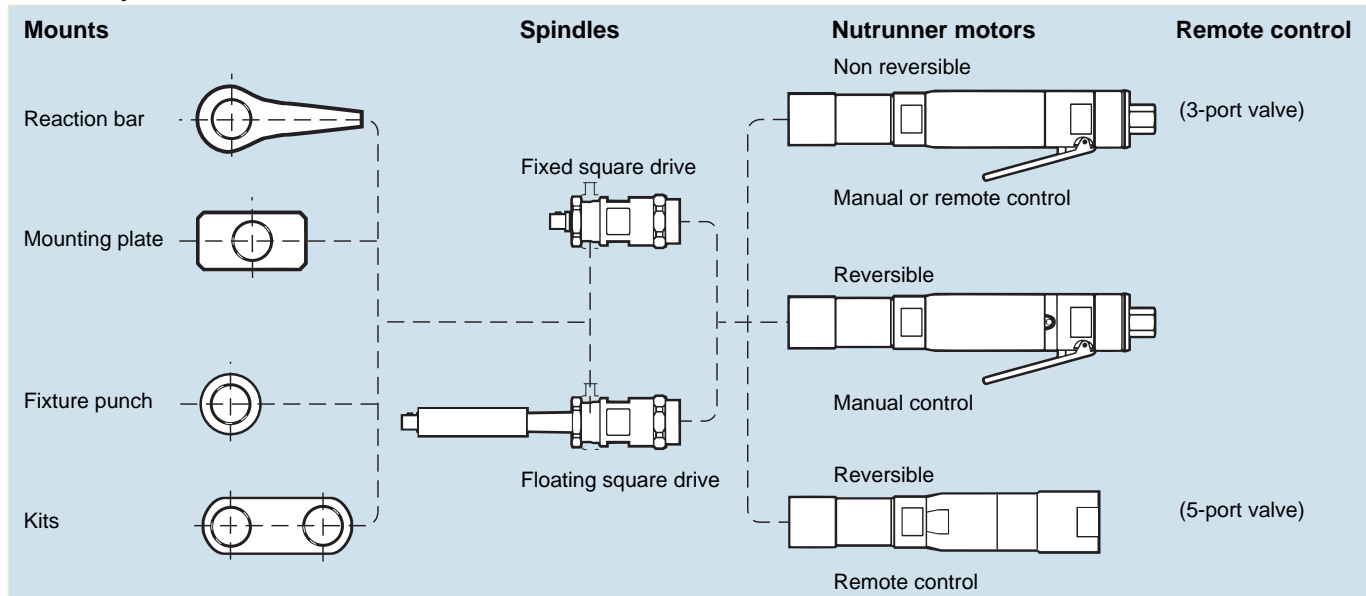 Mounts
Spindles
Nutrunner motors
Remote control
Non reversible
Reaction bar
(3-port valve)
Fixed square drive
Manual or remote control
Mounting plate
Reversible
Fixture punch
Manual control
Floating square drive
Reversible
Kits
(5-port valve)
Remote control